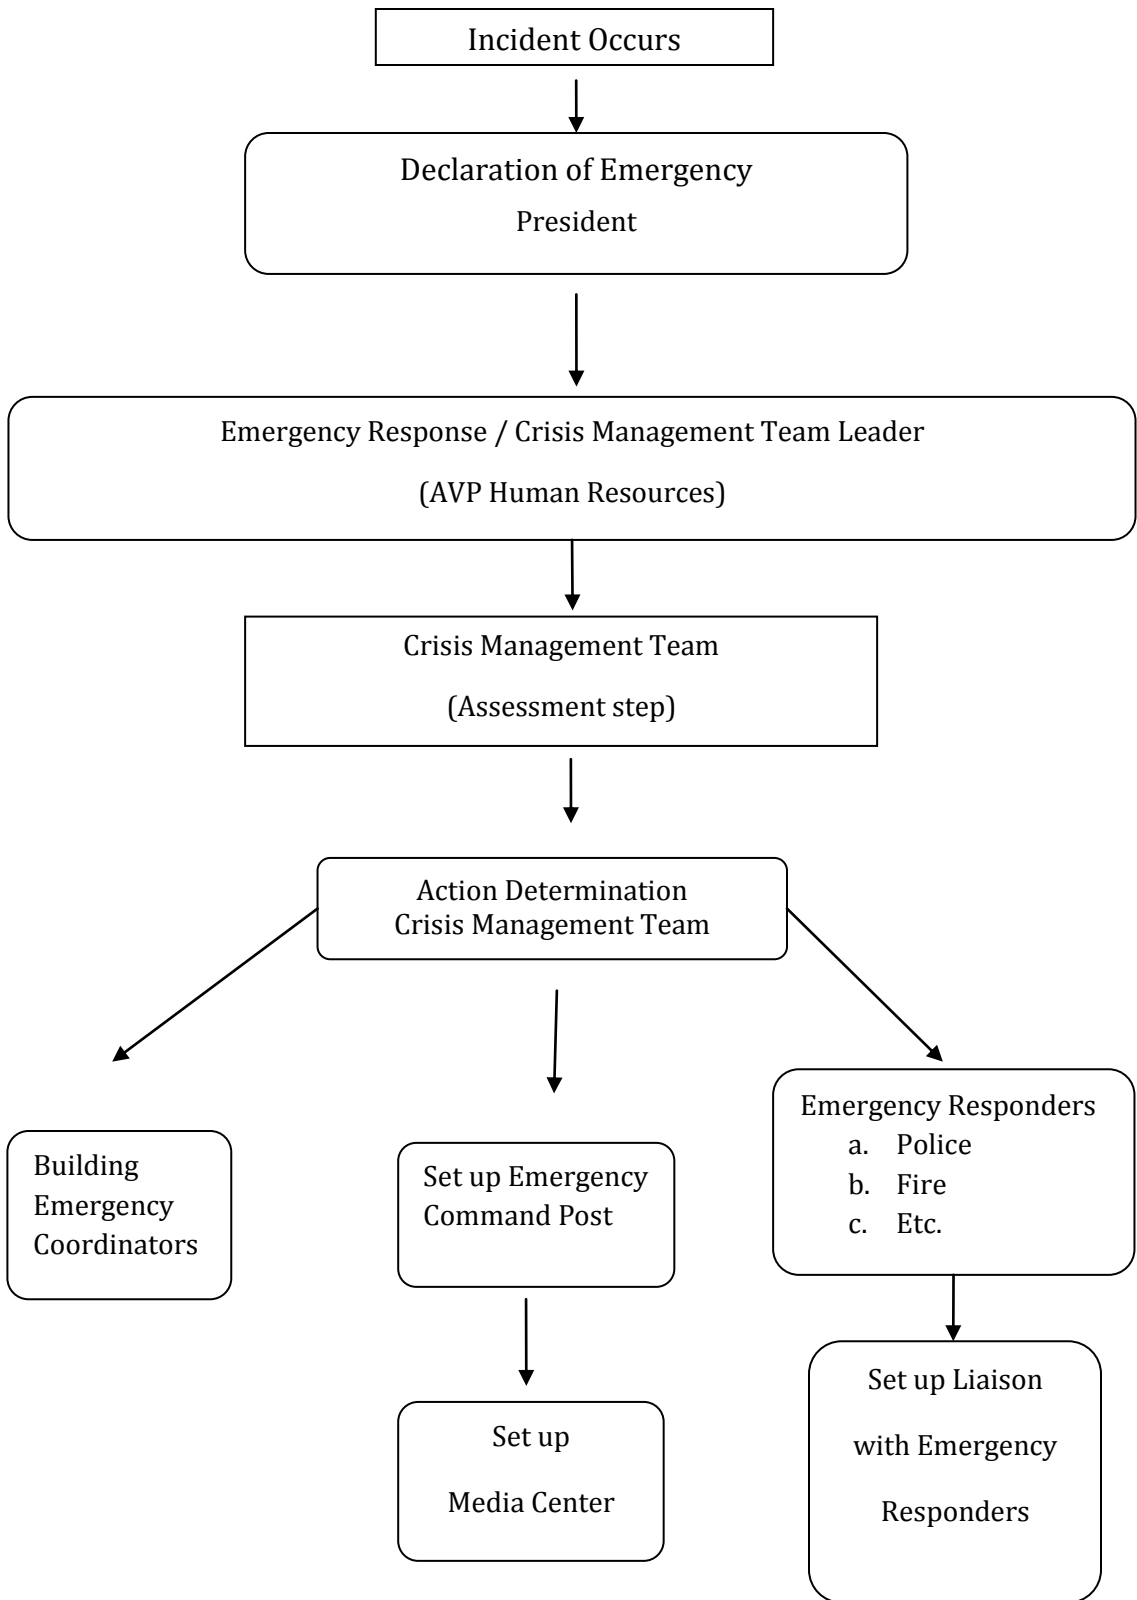 Incident Occurs
Declaration of Emergency
President
Emergency Response / Crisis Management Team Leader
(AVP Human Resources)
Crisis Management Team
(Assessment step)
Action Determination
Crisis Management Team
Building
Emergency
Coordinators
Set up Emergency
Command Post
Emergency Responders
a. Police
b. Fire
c. Etc.
Set up
Media Center
Set up Liaison
with Emergency
Responders